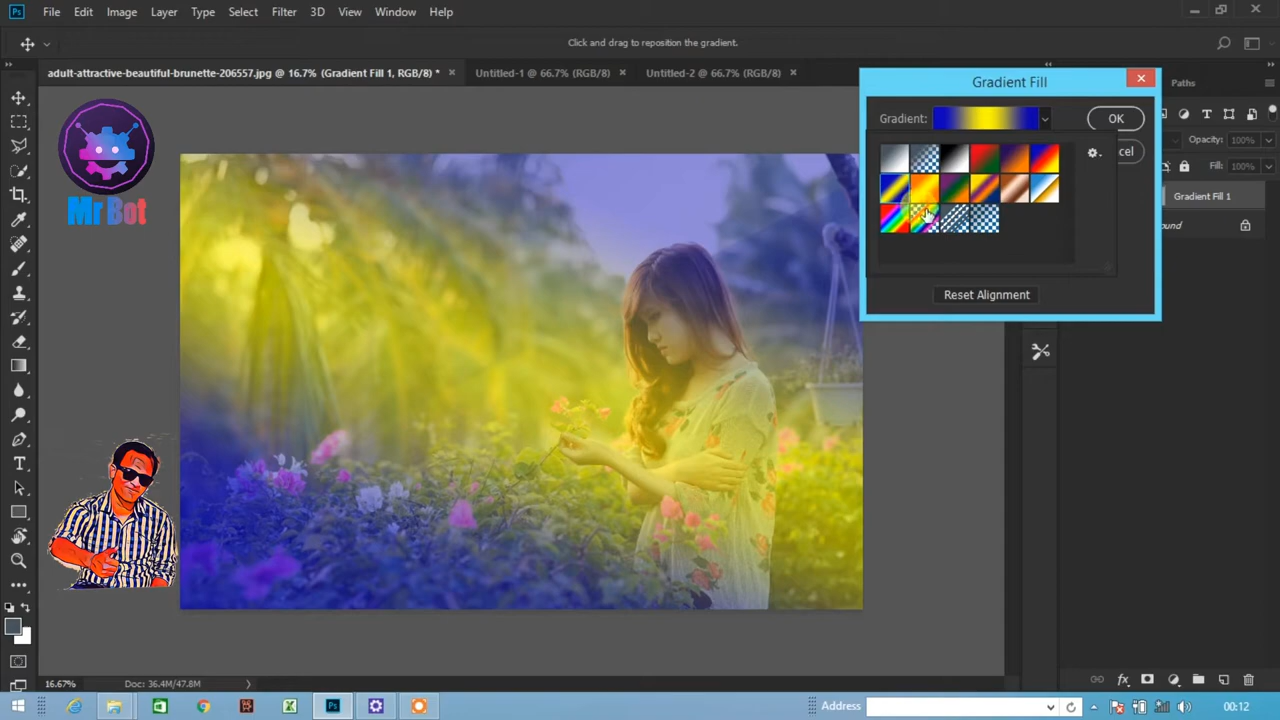 Ps File Edit Image Layer Type Select Filter 3D View Window Help
Click and drag to reposition the gradient.
adult-attractive-beautiful-brunette-206557.jpg @ 16.7% (Gradient Fill 1, RGB/8) *
Untitled-1 @ 66.7% (RGB/8)
Untitled-2 @ 66.7% (RGB/8)
Gradient Fill
Paths
Gradient:
OK
Opacity: 100%
cel
Fill: 100%
Gradient Fill 1
ound
Reset Alignment
Mr Bot
16.67%
Doc: 36.4M/47.8M
Ps
Address
00:12